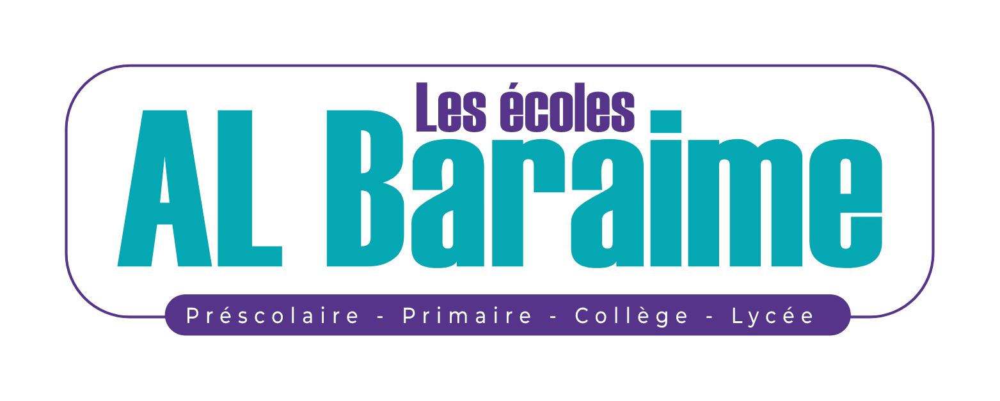 Les écoles
AL Baraime
Préscolaire - Primaire - Collège - Lycée